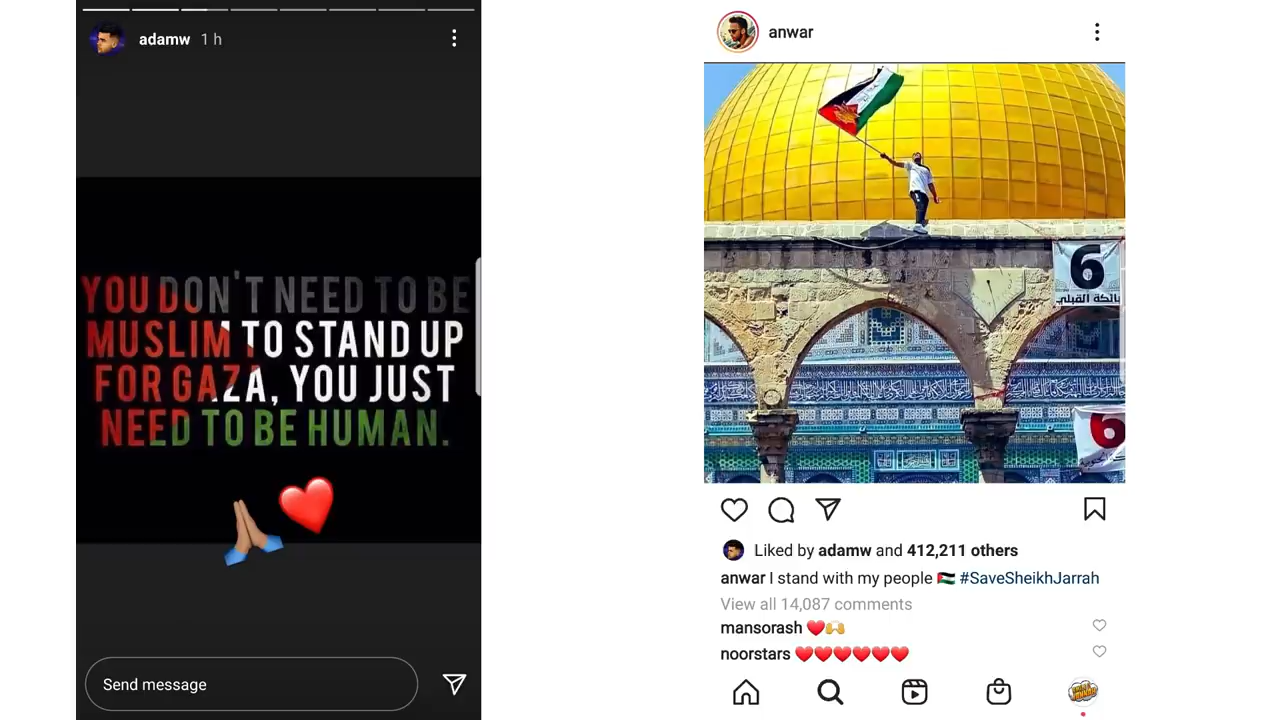 adamw 1 h
YOU DON'T NEED TO BE
MUSLIM TO STAND UP
FOR GAZA, YOU JUST
NEED TO BE HUMAN.
Send message
anwar
6
Liked by adamw and 412,211 others
anwar I stand with my people 🇵🇸 #SaveSheikhJarrah
View all 14,087 comments
mansorash ❤️🙌
noorstars ❤️❤️❤️❤️❤️❤️